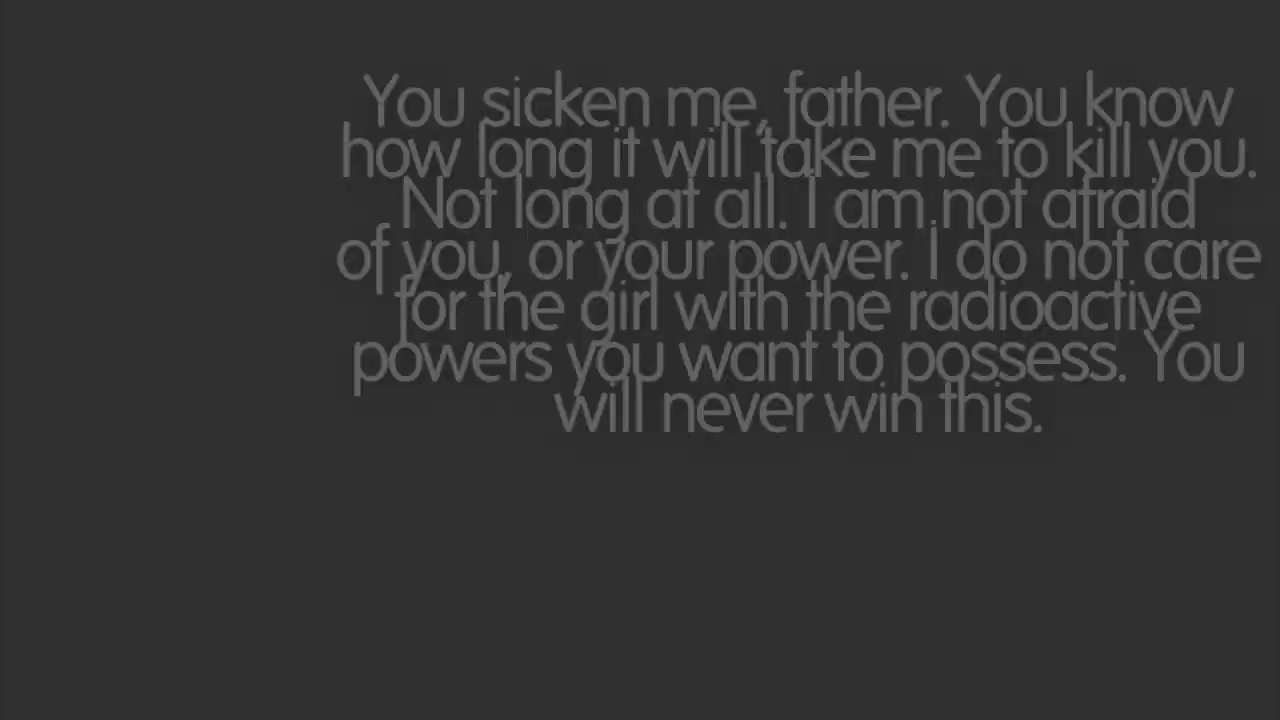 You sicken me, father. You know
how long it will take me to kill you.
Not long at all. I am not afraid
of you, or your power. I do not care
for the girl with the radioactive
powers you want to possess. You
will never win this.